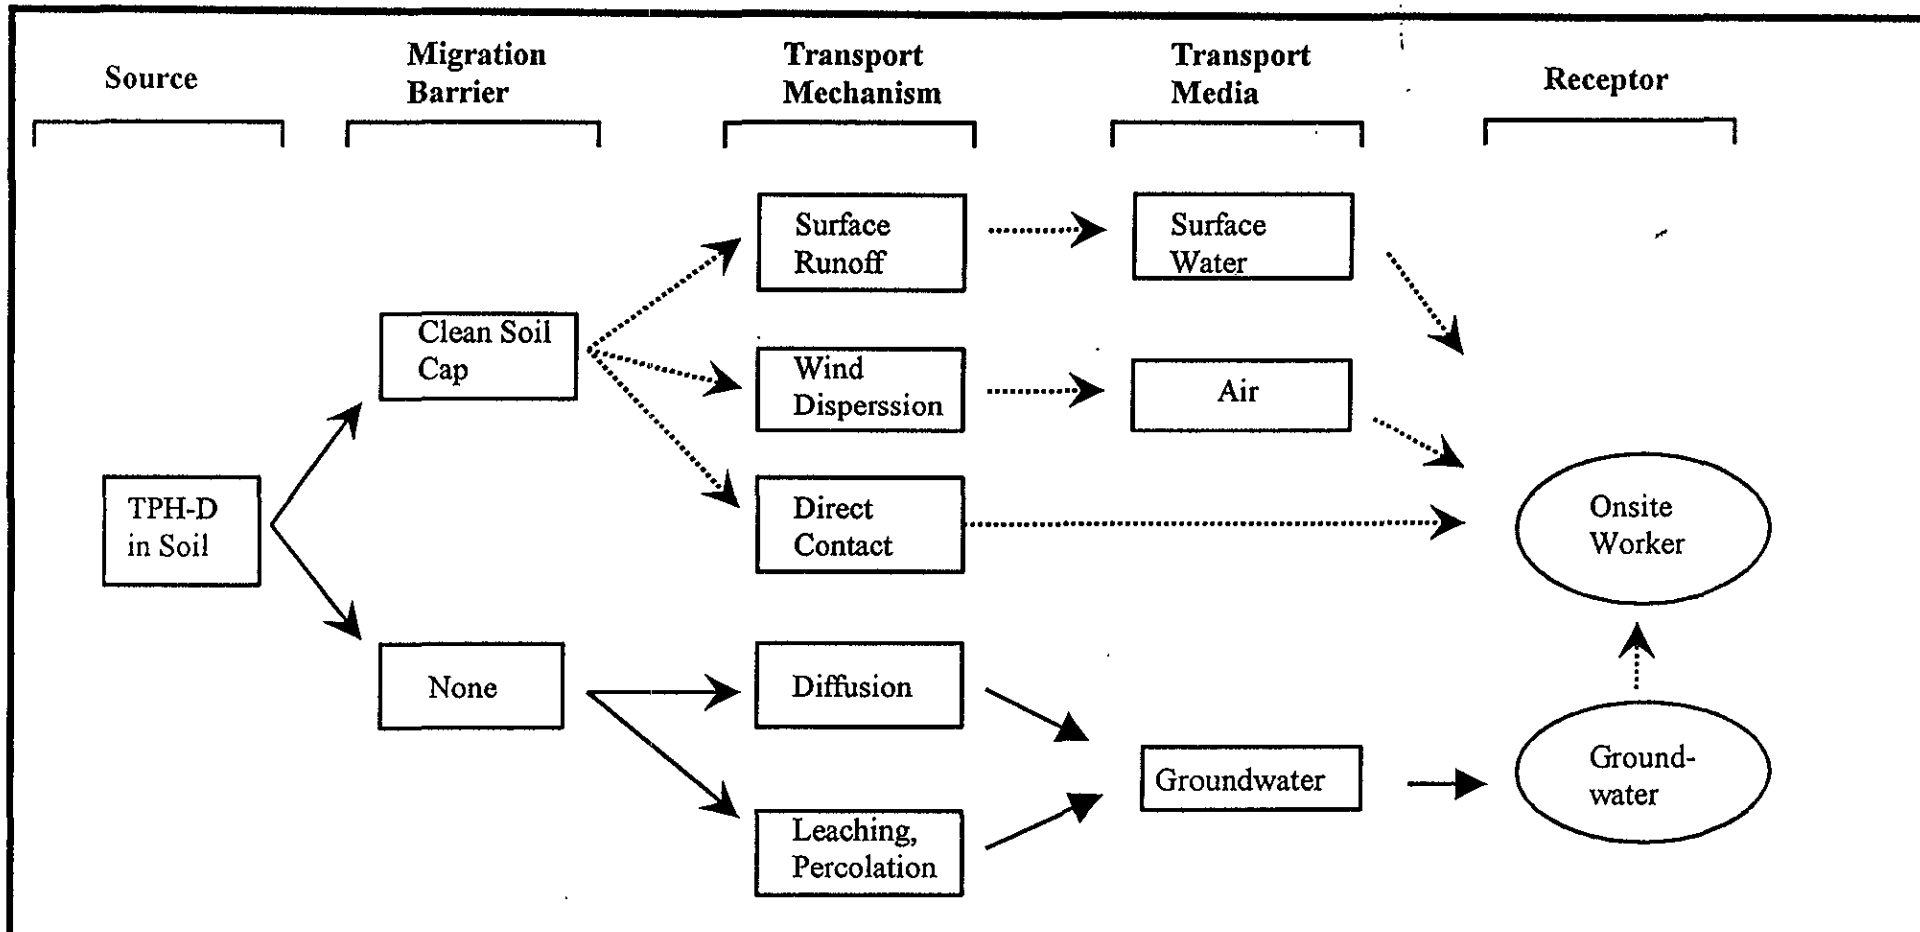 Source
Migration
Barrier
Transport
Mechanism
Transport
Media
Receptor
Surface
Runoff
Surface
Water
Clean Soil
Cap
Wind
Disperssion
Air
TPH-D
in Soil
Direct
Contact
Onsite
Worker
None
Diffusion
Groundwater
Ground-
water
Leaching,
Percolation